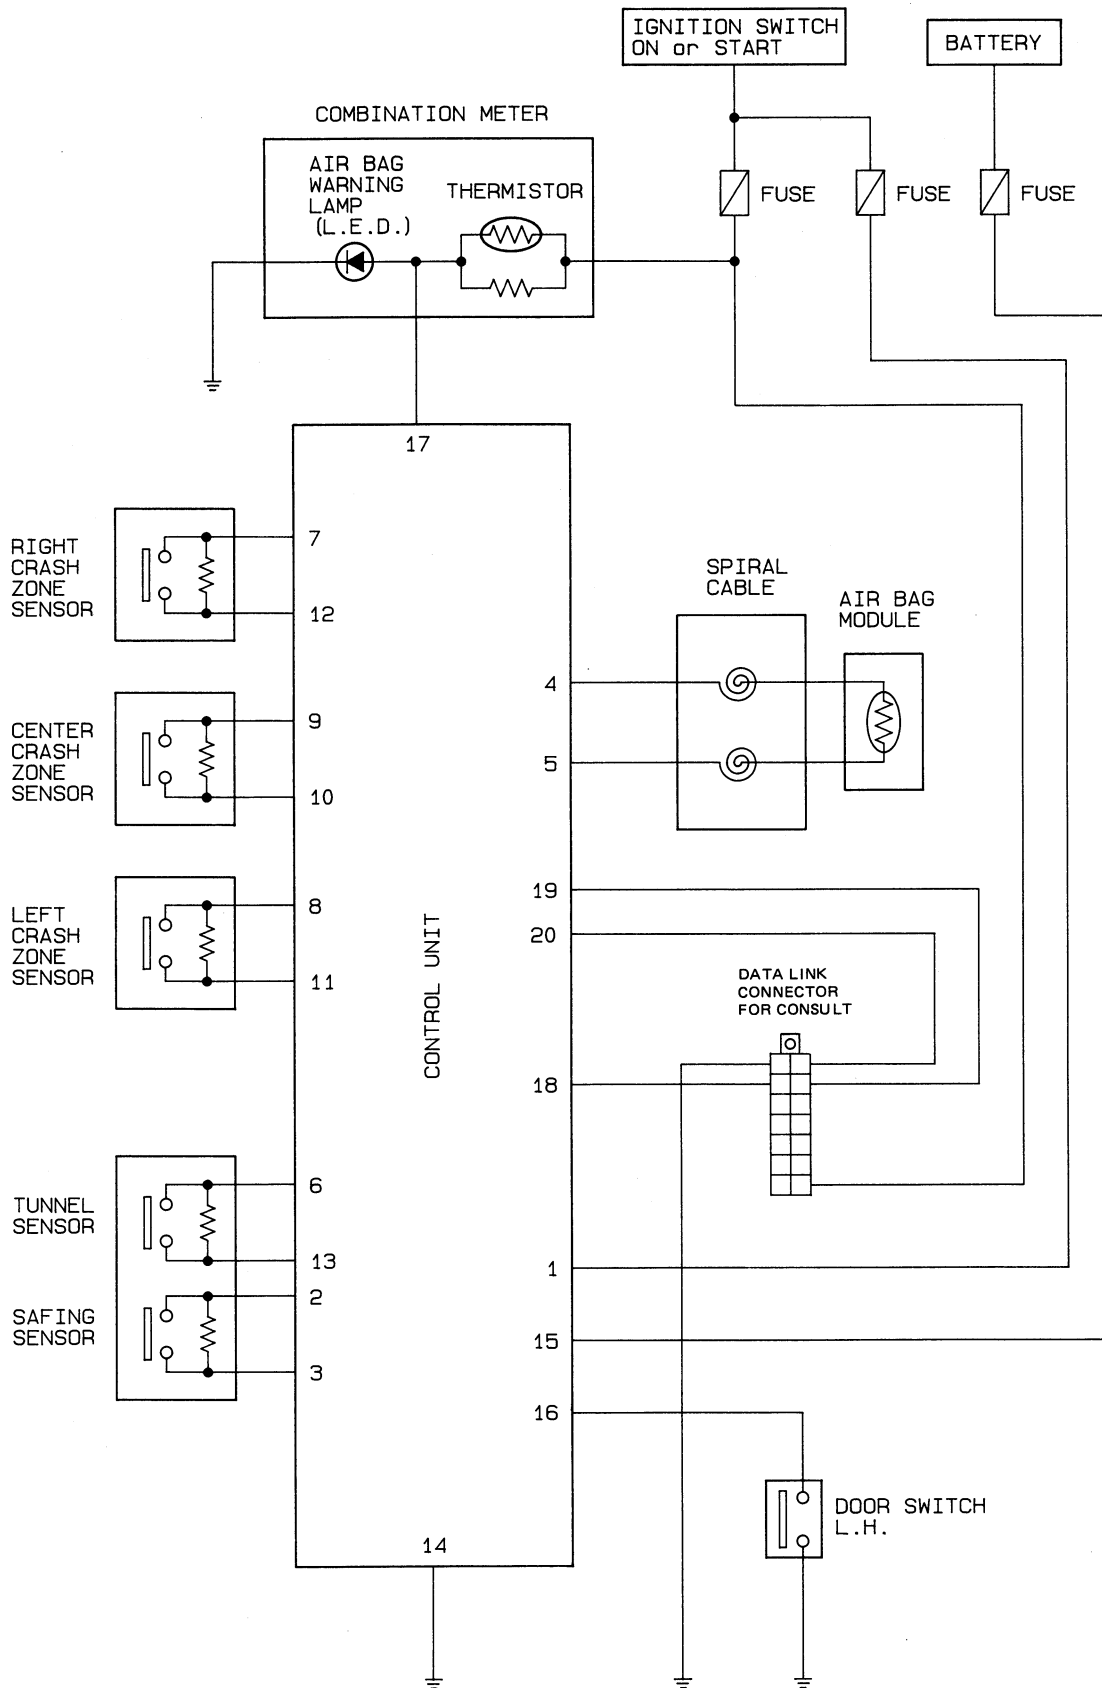 IGNITION SWITCH
ON or START
BATTERY
COMBINATION METER
AIR BAG
WARNING
LAMP
(L.E.D.)
THERMISTOR
FUSE
FUSE
FUSE
17
RIGHT
CRASH
ZONE
SENSOR
7
12
SPIRAL
CABLE
AIR BAG
MODULE
4
5
CENTER
CRASH
ZONE
SENSOR
9
10
LEFT
CRASH
ZONE
SENSOR
8
11
CONTROL UNIT
19
20
DATA LINK
CONNECTOR
FOR CONSULT
18
TUNNEL
SENSOR
6
13
SAFING
SENSOR
2
3
1
15
16
DOOR SWITCH
L.H.
14